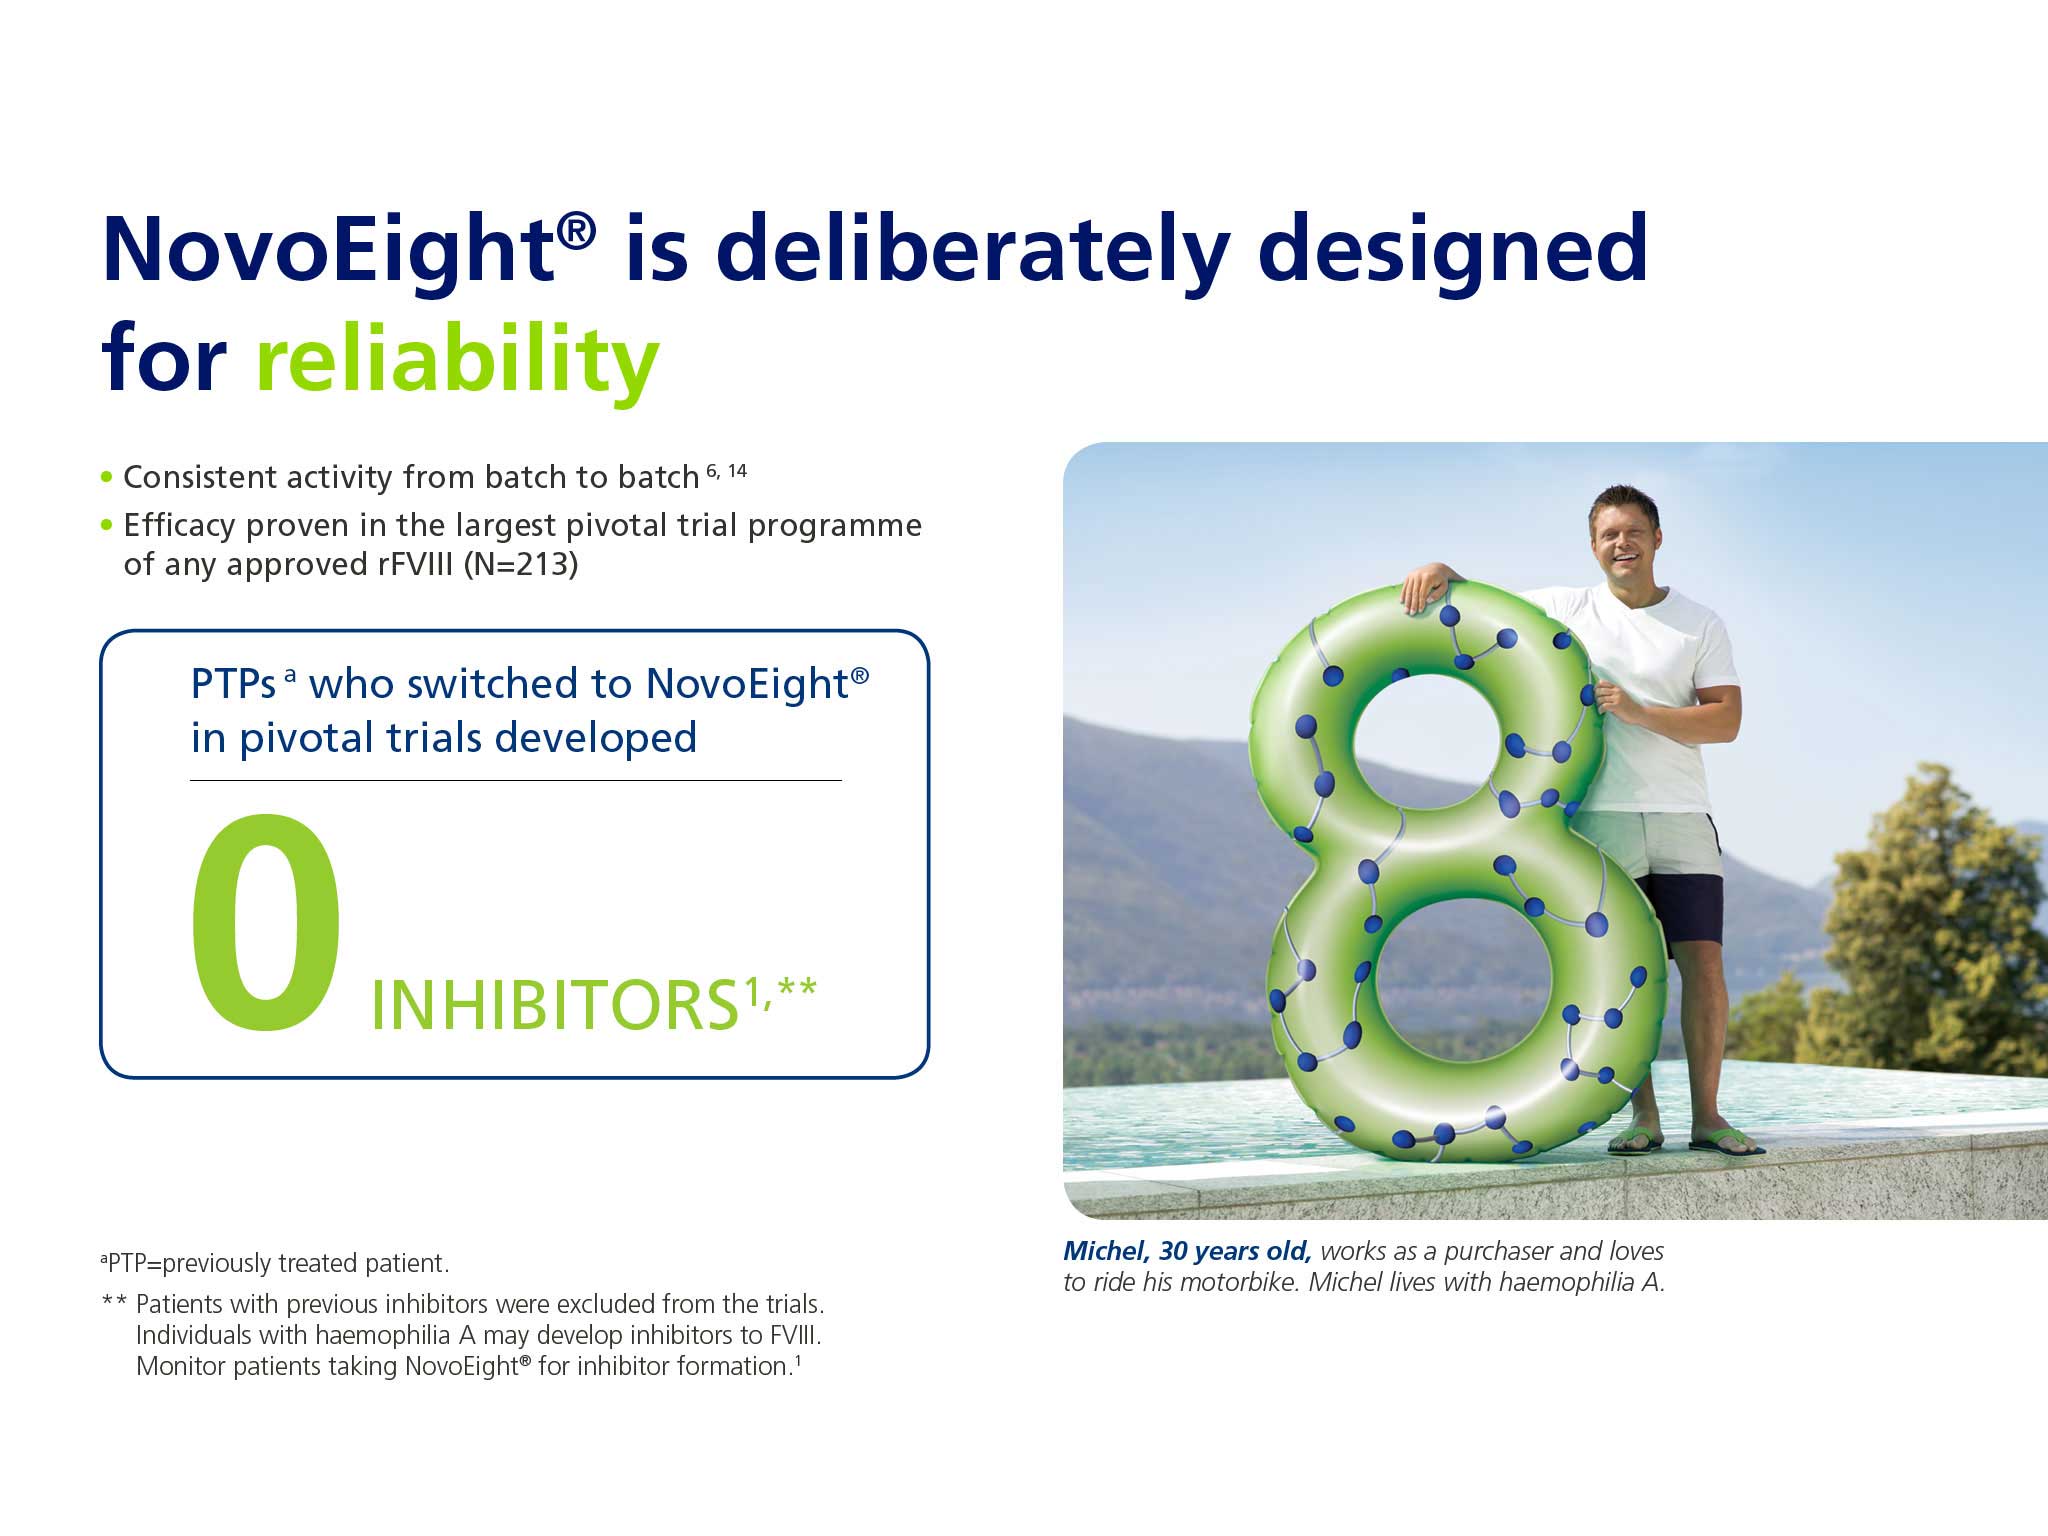 NovoEight® is deliberately designed
for reliability
• Consistent activity from batch to batch 6, 14
• Efficacy proven in the largest pivotal trial programme
of any approved rFVIII (N=213)
PTPs a who switched to NovoEight®
in pivotal trials developed
0 INHIBITORS1,**
aPTP=previously treated patient.
** Patients with previous inhibitors were excluded from the trials.
Individuals with haemophilia A may develop inhibitors to FVIII.
Monitor patients taking NovoEight® for inhibitor formation.1
Michel, 30 years old, works as a purchaser and loves
to ride his motorbike. Michel lives with haemophilia A.